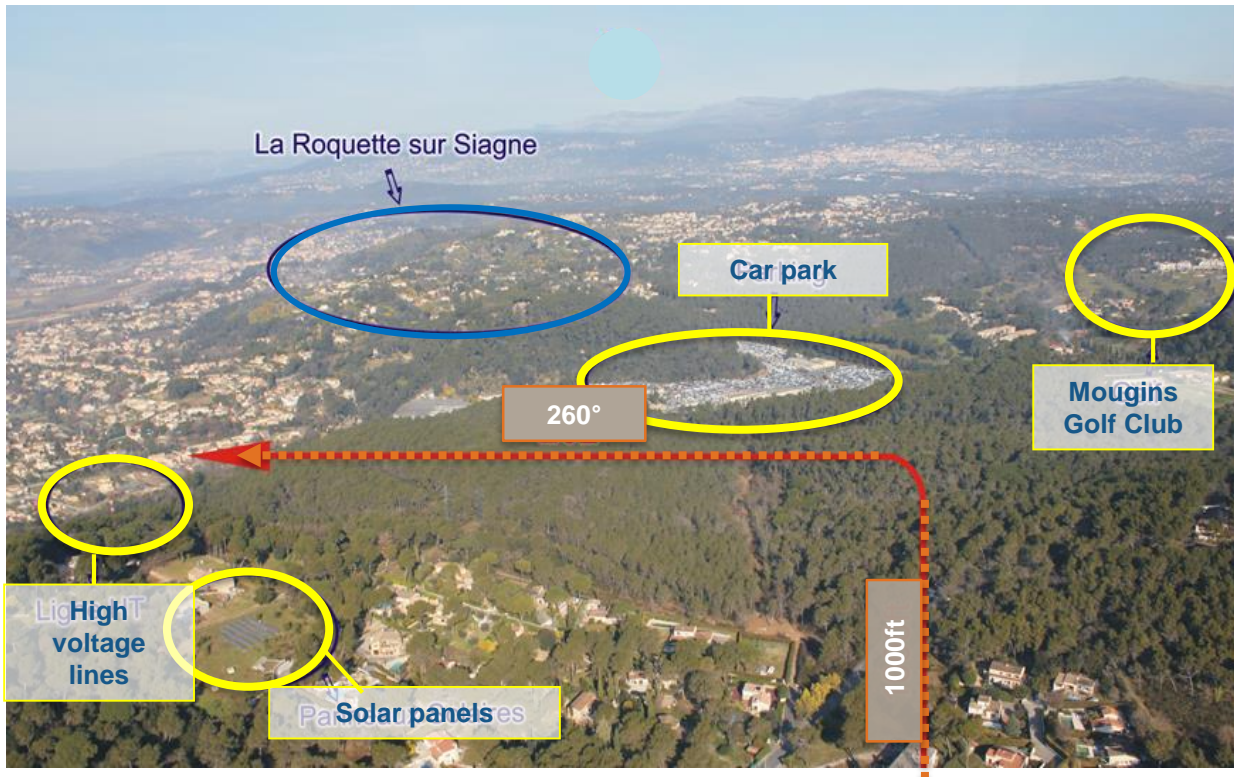 La Roquette sur Siagne
Car park
260°
Mougins
Golf Club
High
voltage
lines
1000ft
Solar panels